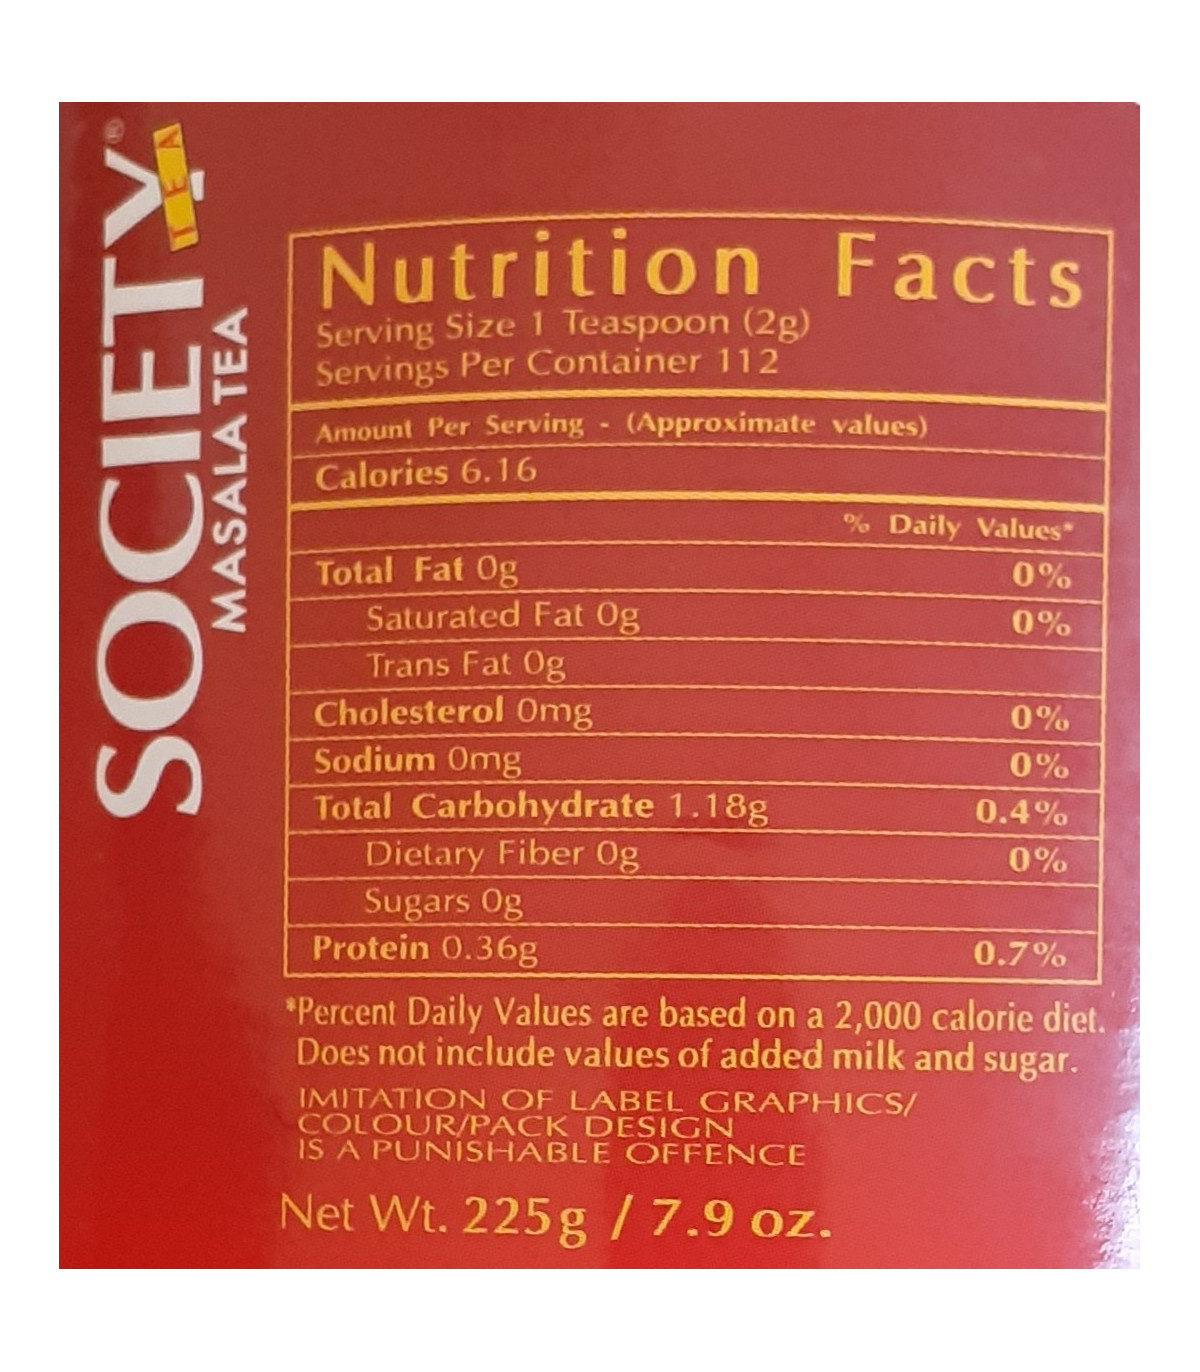 SOCIETY®
TEA
MASALA TEA
Nutrition Facts
Serving Size 1 Teaspoon (2g)
Servings Per Container 112
Amount Per Serving - (Approximate values)
Calories 6.16
% Daily Values*
Total Fat 0g 0%
Saturated Fat 0g 0%
Trans Fat 0g
Cholesterol 0mg 0%
Sodium 0mg 0%
Total Carbohydrate 1.18g 0.4%
Dietary Fiber 0g 0%
Sugars 0g
Protein 0.36g 0.7%
*Percent Daily Values are based on a 2,000 calorie diet.
Does not include values of added milk and sugar.
IMITATION OF LABEL GRAPHICS/
COLOUR/PACK DESIGN
IS A PUNISHABLE OFFENCE
Net Wt. 225g / 7.9 oz.